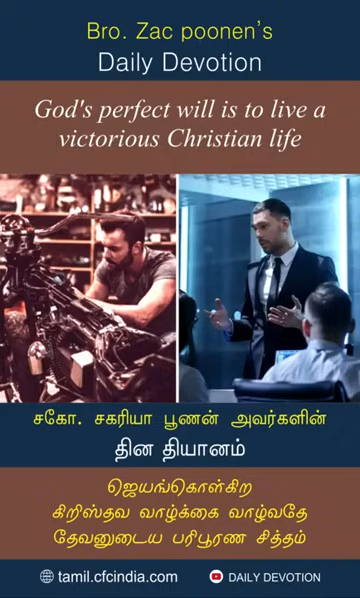 Bro. Zac poonen's
Daily Devotion
God's perfect will is to live a
victorious Christian life
சகோ. சகரியா பூணன் அவர்களின்
தின தியானம்
ஜெயங்கொள்கிற
கிறிஸ்தவ வாழ்க்கை வாழ்வதே
தேவனுடைய பரிபூரண சித்தம்
tamil.cfcindia.com
DAILY DEVOTION